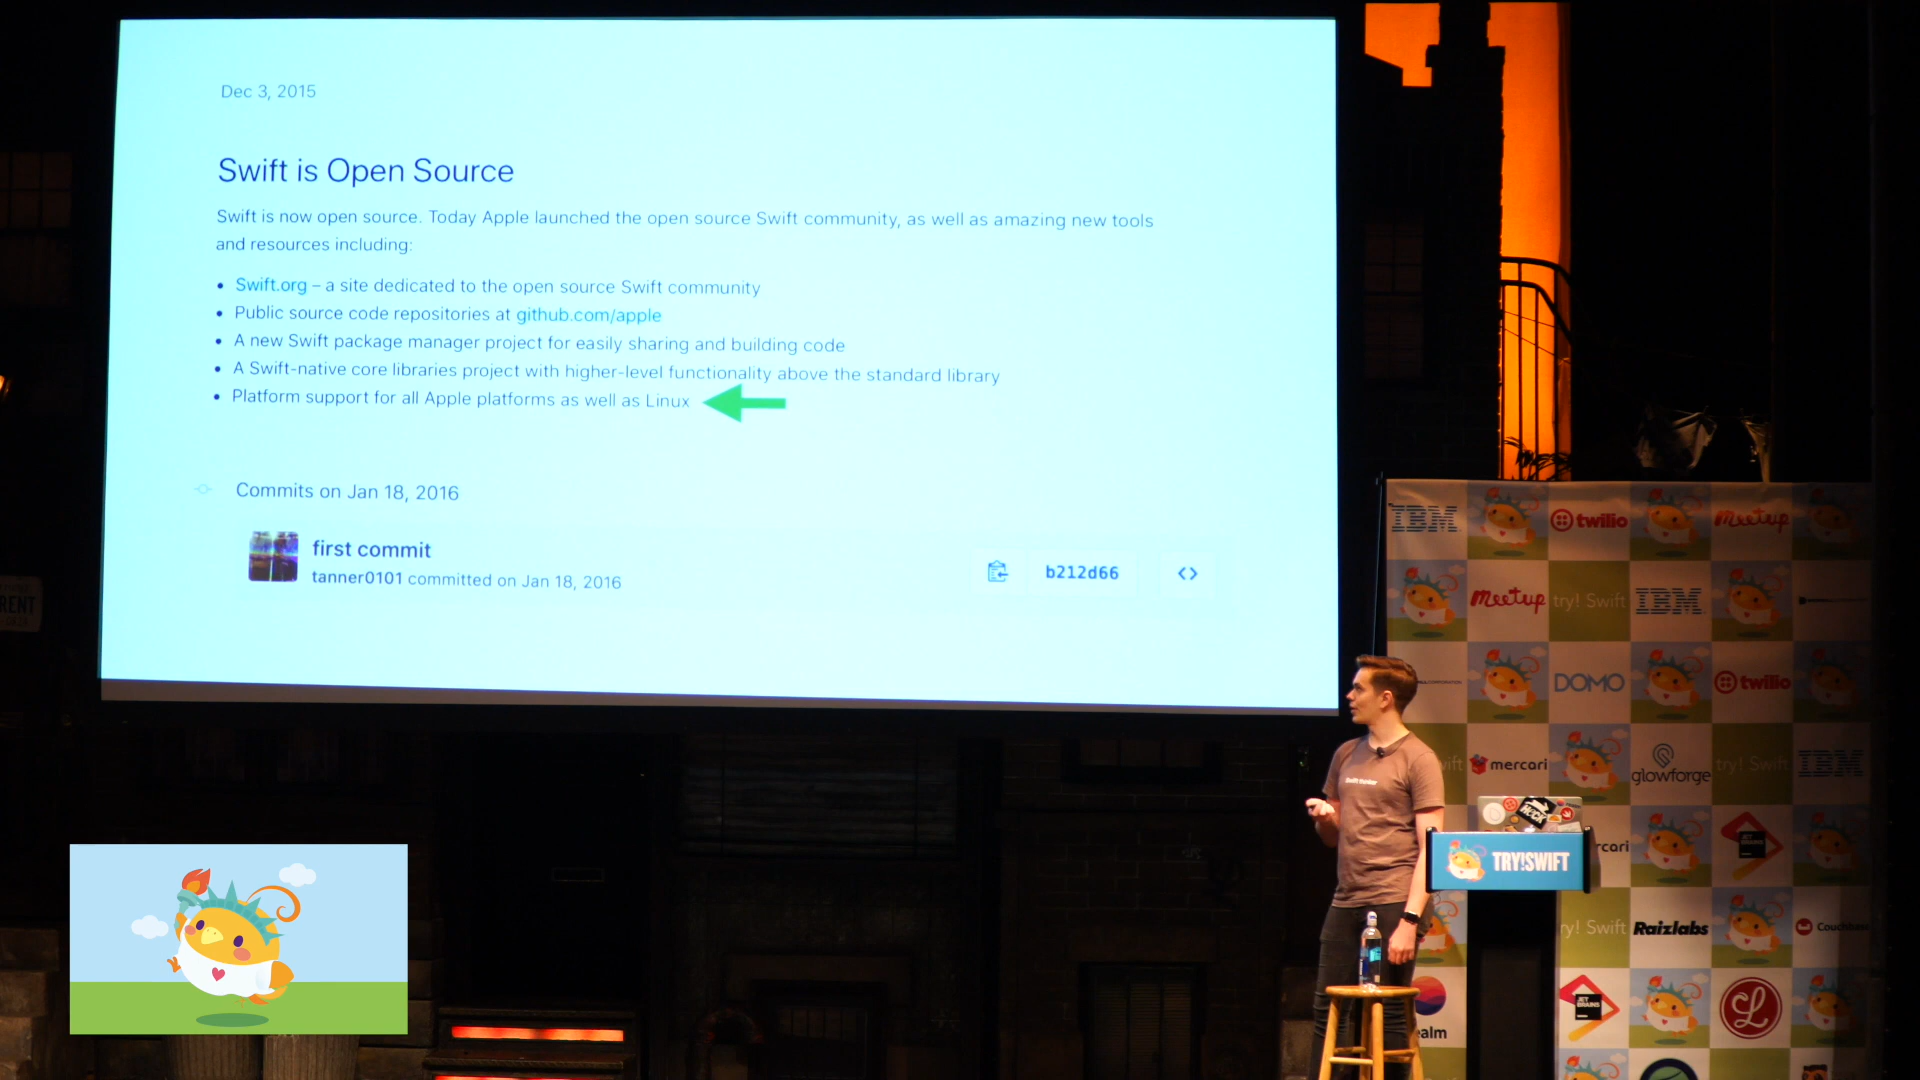 Dec 3, 2015
Swift is Open Source
Swift is now open source. Today Apple launched the open source Swift community, as well as amazing new tools
and resources including:
• Swift.org – a site dedicated to the open source Swift community
• Public source code repositories at github.com/apple
• A new Swift package manager project for easily sharing and building code
• A Swift-native core libraries project with higher-level functionality above the standard library
• Platform support for all Apple platforms as well as Linux
Commits on Jan 18, 2016
first commit
tanner0101 committed on Jan 18, 2016
b212d66
<>
IBM
twilio
meetup
meetup
try! Swift
IBM
DOMO
twilio
mercari
glowforge
try! Swift
IBM
TRY!SWIFT
JET BRAINS
Raizlabs
JET BRAINS
L